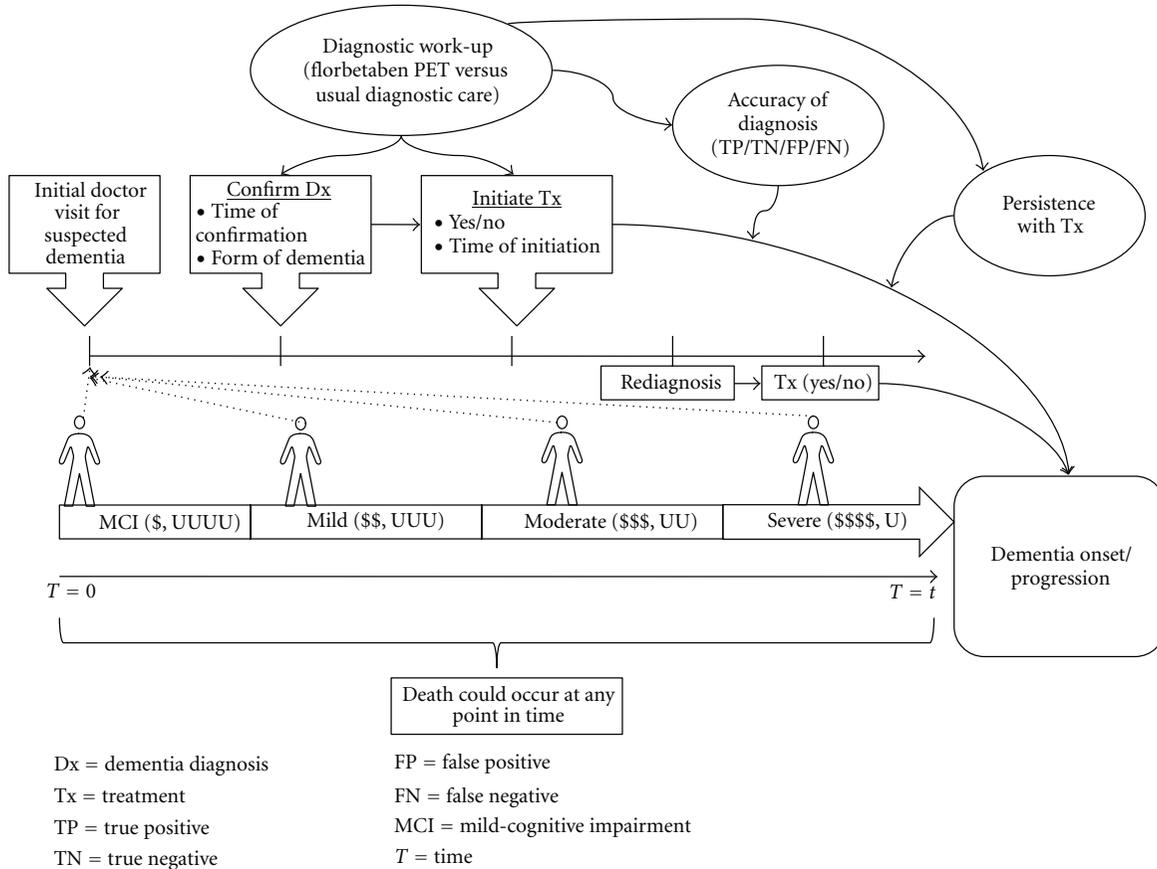 Diagnostic work-up
(florbetaben PET versus
usual diagnostic care)
Accuracy of
diagnosis
(TP/TN/FP/FN)
Persistence
with Tx
Initial doctor
visit for
suspected
dementia
Confirm Dx
• Time of
confirmation
• Form of dementia
Initiate Tx
• Yes/no
• Time of initiation
Rediagnosis
Tx (yes/no)
MCI ($, UUUU)
Mild ($$, UUU)
Moderate ($$$, UU)
Severe ($$$$, U)
Dementia onset/
progression
T = 0
T = t
Death could occur at any
point in time
Dx = dementia diagnosis
Tx = treatment
TP = true positive
TN = true negative
FP = false positive
FN = false negative
MCI = mild-cognitive impairment
T = time